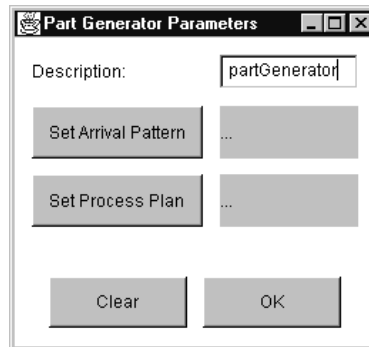 Part Generator Parameters
Description: partGenerator
Set Arrival Pattern ...
Set Process Plan ...
Clear OK